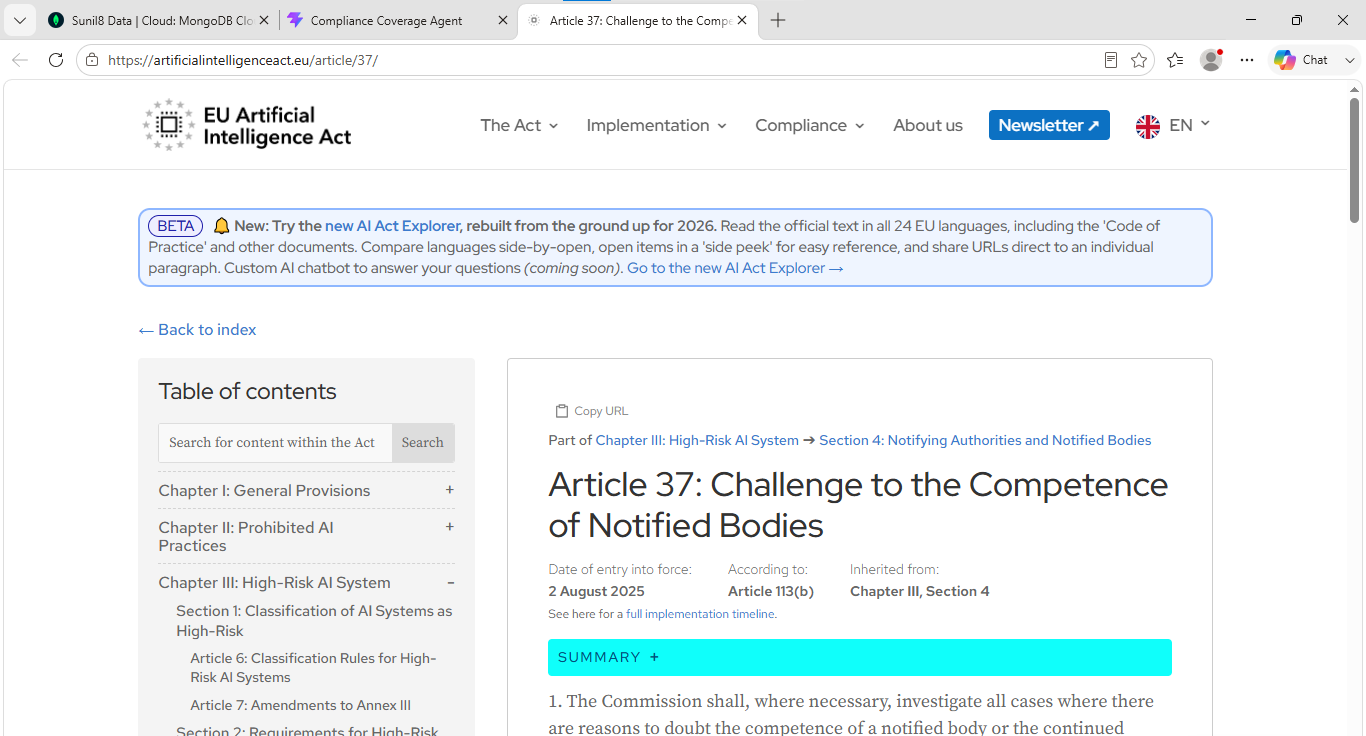 Sunil8 Data | Cloud: MongoDB Clo
Compliance Coverage Agent
Article 37: Challenge to the Compe
https://artificialintelligenceact.eu/article/37/
Chat
EU Artificial
Intelligence Act
The Act
Implementation
Compliance
About us
Newsletter ↗
EN
BETA 🔔 New: Try the new AI Act Explorer, rebuilt from the ground up for 2026. Read the official text in all 24 EU languages, including the 'Code of
Practice' and other documents. Compare languages side-by-open, open items in a 'side peek' for easy reference, and share URLs direct to an individual
paragraph. Custom AI chatbot to answer your questions (coming soon). Go to the new AI Act Explorer →
← Back to index
Table of contents
Search for content within the Act
Search
Chapter I: General Provisions +
Chapter II: Prohibited AI +
Practices
Chapter III: High-Risk AI System –
Section 1: Classification of AI Systems as
High-Risk
Article 6: Classification Rules for High-
Risk AI Systems
Article 7: Amendments to Annex III
Section 2: Requirements for High-Risk
Copy URL
Part of Chapter III: High-Risk AI System ➔ Section 4: Notifying Authorities and Notified Bodies
Article 37: Challenge to the Competence
of Notified Bodies
Date of entry into force:
2 August 2025
According to:
Article 113(b)
Inherited from:
Chapter III, Section 4
See here for a full implementation timeline.
SUMMARY +
1. The Commission shall, where necessary, investigate all cases where there
are reasons to doubt the competence of a notified body or the continued